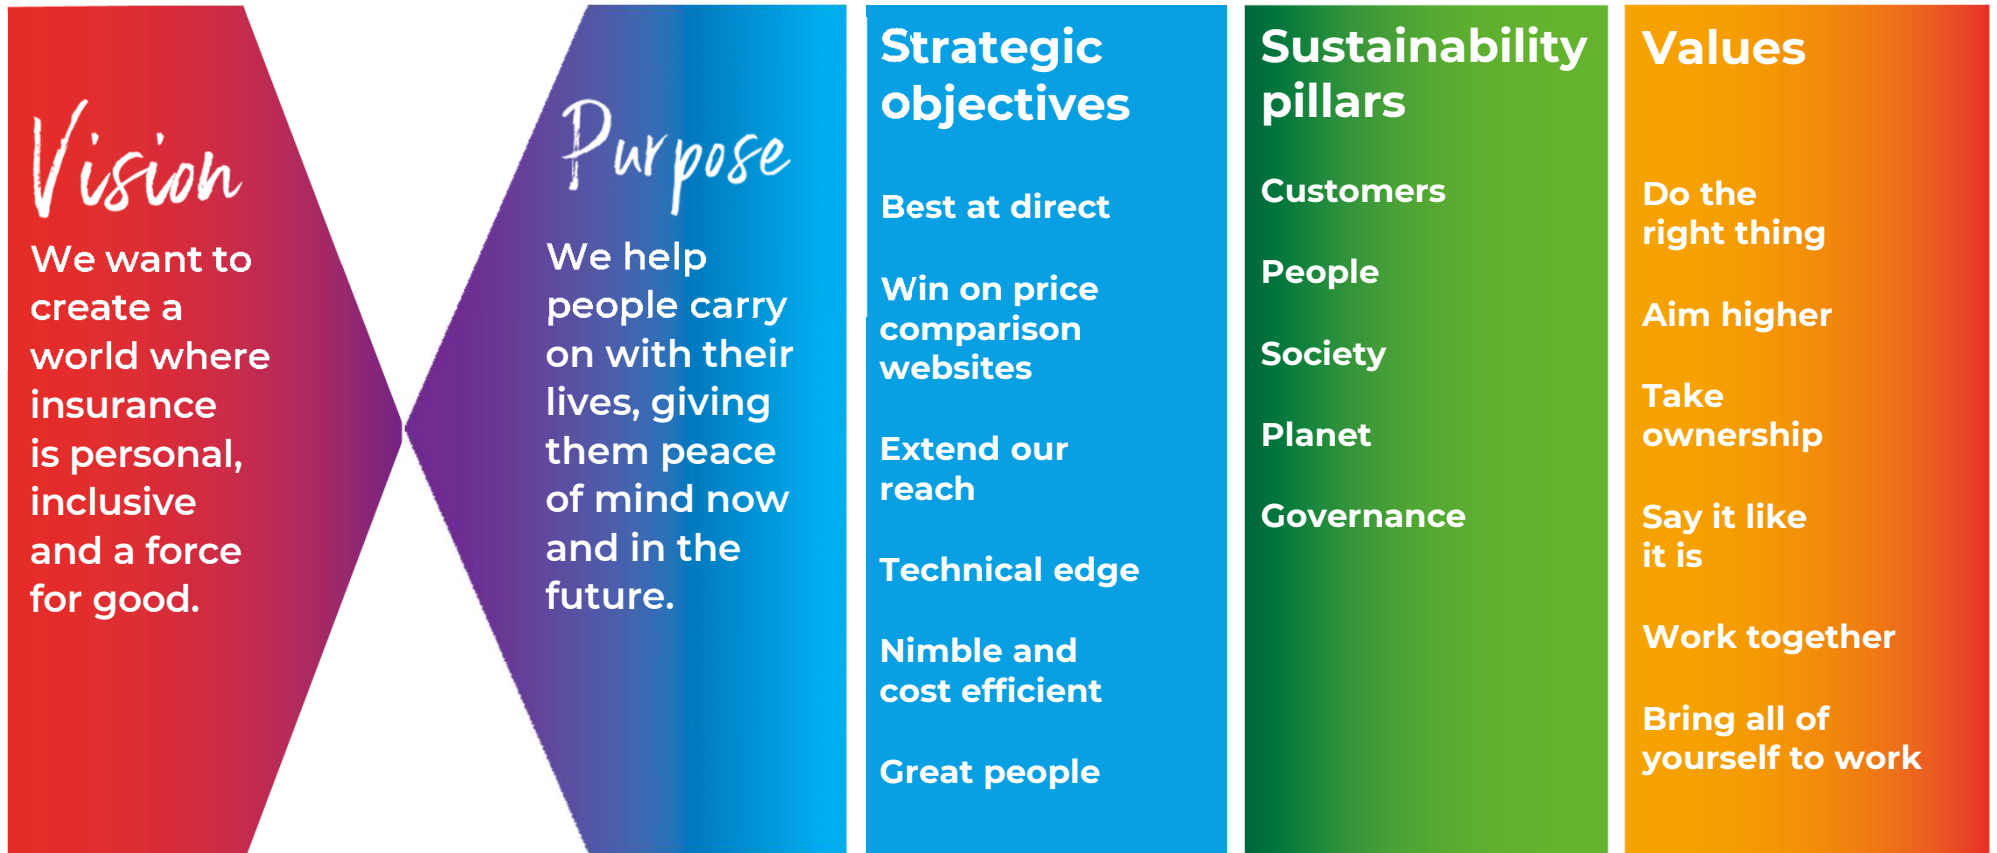 Vision
We want to
create a
world where
insurance
is personal,
inclusive
and a force
for good.
Purpose
We help
people carry
on with their
lives, giving
them peace
of mind now
and in the
future.
Strategic
objectives
Best at direct
Win on price
comparison
websites
Extend our
reach
Technical edge
Nimble and
cost efficient
Great people
Sustainability
pillars
Customers
People
Society
Planet
Governance
Values
Do the
right thing
Aim higher
Take
ownership
Say it like
it is
Work together
Bring all of
yourself to work